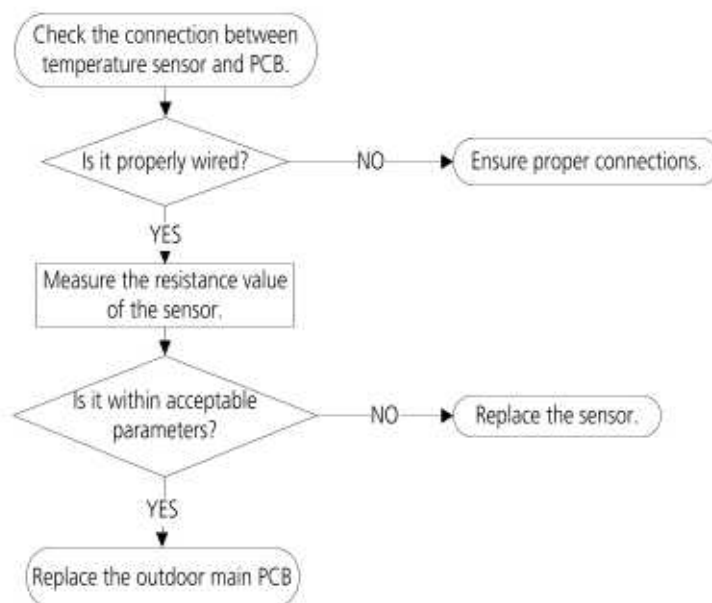 Check the connection between
temperature sensor and PCB.
Is it properly wired?
NO
Ensure proper connections.
YES
Measure the resistance value
of the sensor.
Is it within acceptable
parameters?
NO
Replace the sensor.
YES
Replace the outdoor main PCB